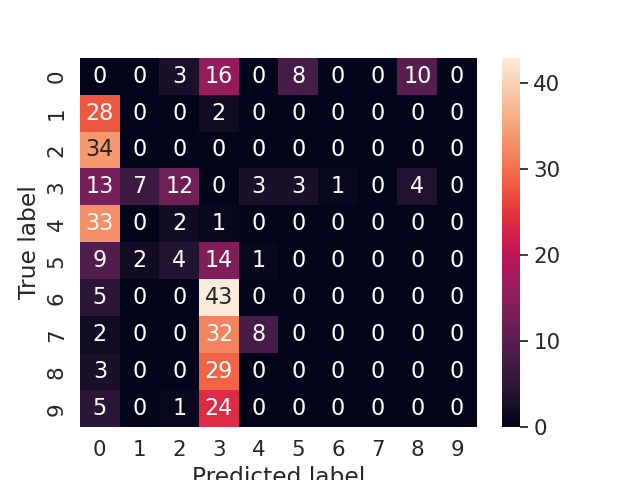 0 0 0 3 16 0 8 0 0 10 0
1 28 0 0 2 0 0 0 0 0 0
2 34 0 0 0 0 0 0 0 0 0
3 13 7 12 0 3 3 1 0 4 0
4 33 0 2 1 0 0 0 0 0 0
5 9 2 4 14 1 0 0 0 0 0
6 5 0 0 43 0 0 0 0 0 0
7 2 0 0 32 8 0 0 0 0 0
8 3 0 0 29 0 0 0 0 0 0
9 5 0 1 24 0 0 0 0 0 0
0 1 2 3 4 5 6 7 8 9
Predicted label
True label
40
30
20
10
0